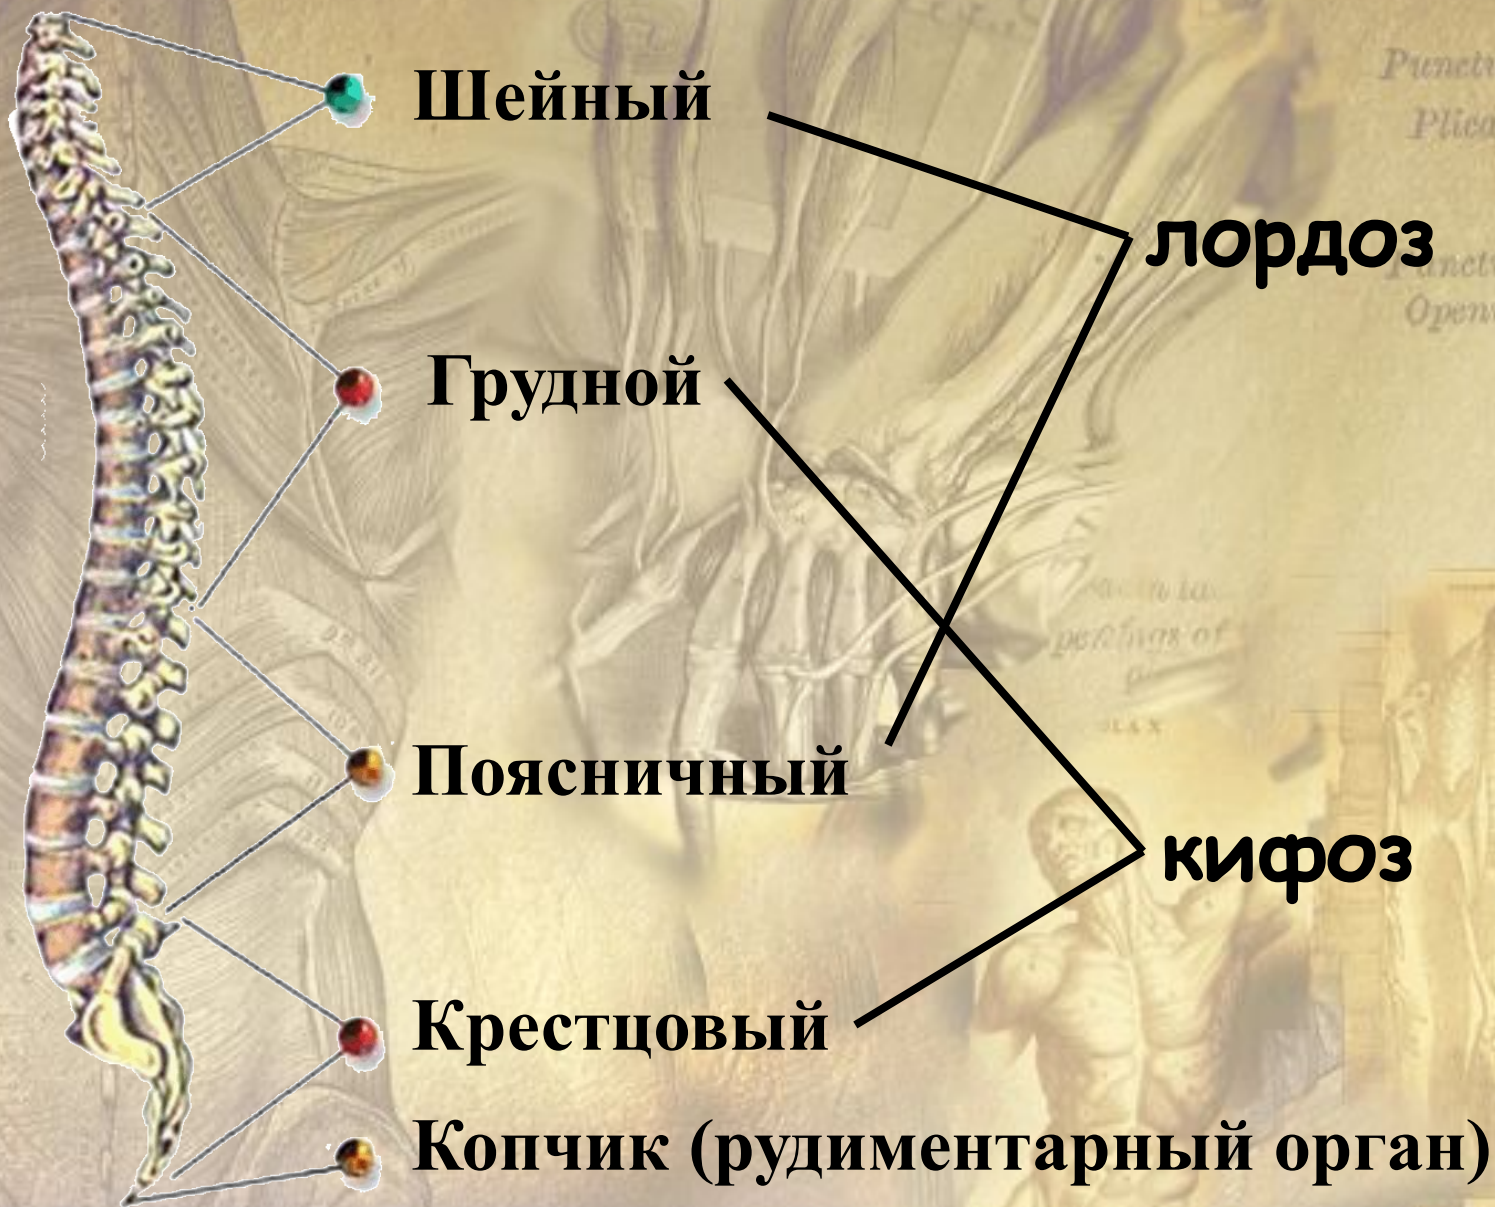 Шейный
лордоз
Грудной
Поясничный
кифоз
Крестцовый
Копчик (рудиментарный орган)